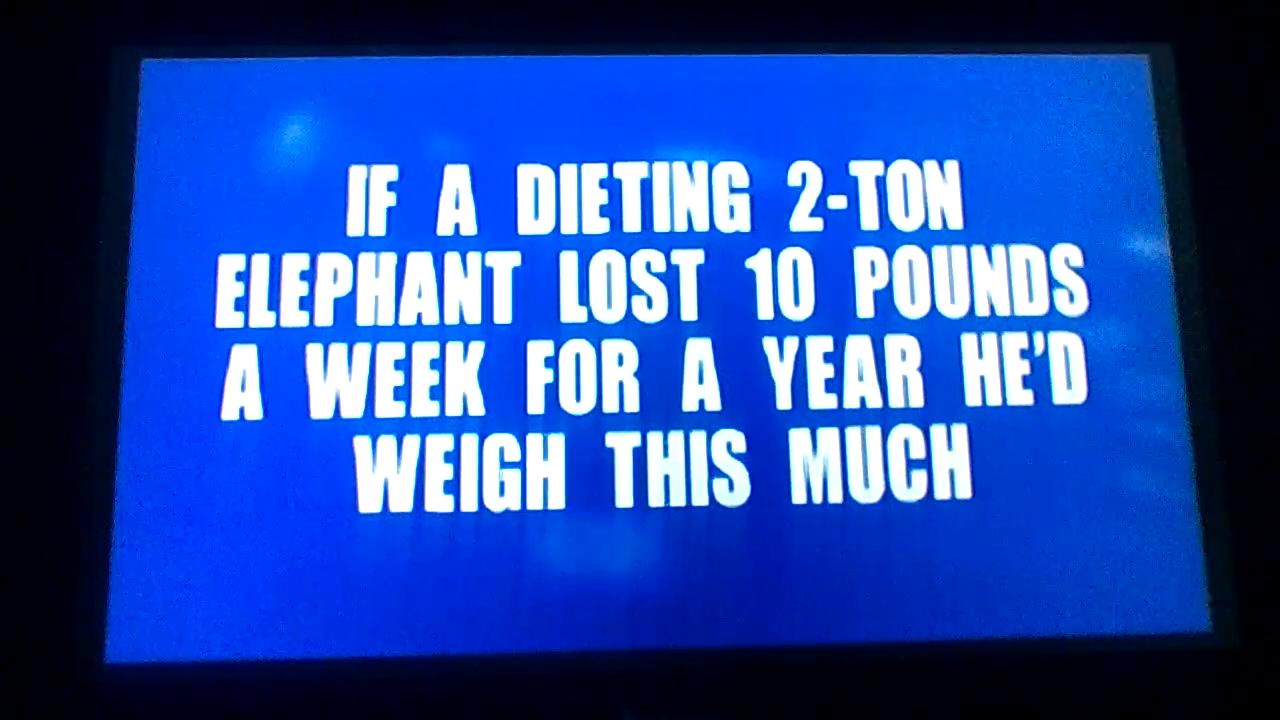 IF A DIETING 2-TON
ELEPHANT LOST 10 POUNDS
A WEEK FOR A YEAR HE'D
WEIGH THIS MUCH